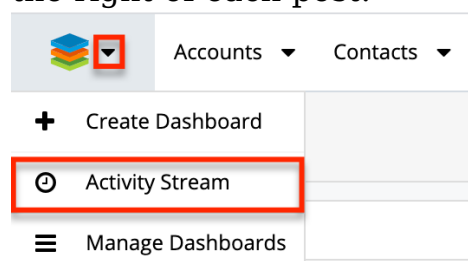 the right of each post.
Accounts Contacts
Create Dashboard
Activity Stream
Manage Dashboards